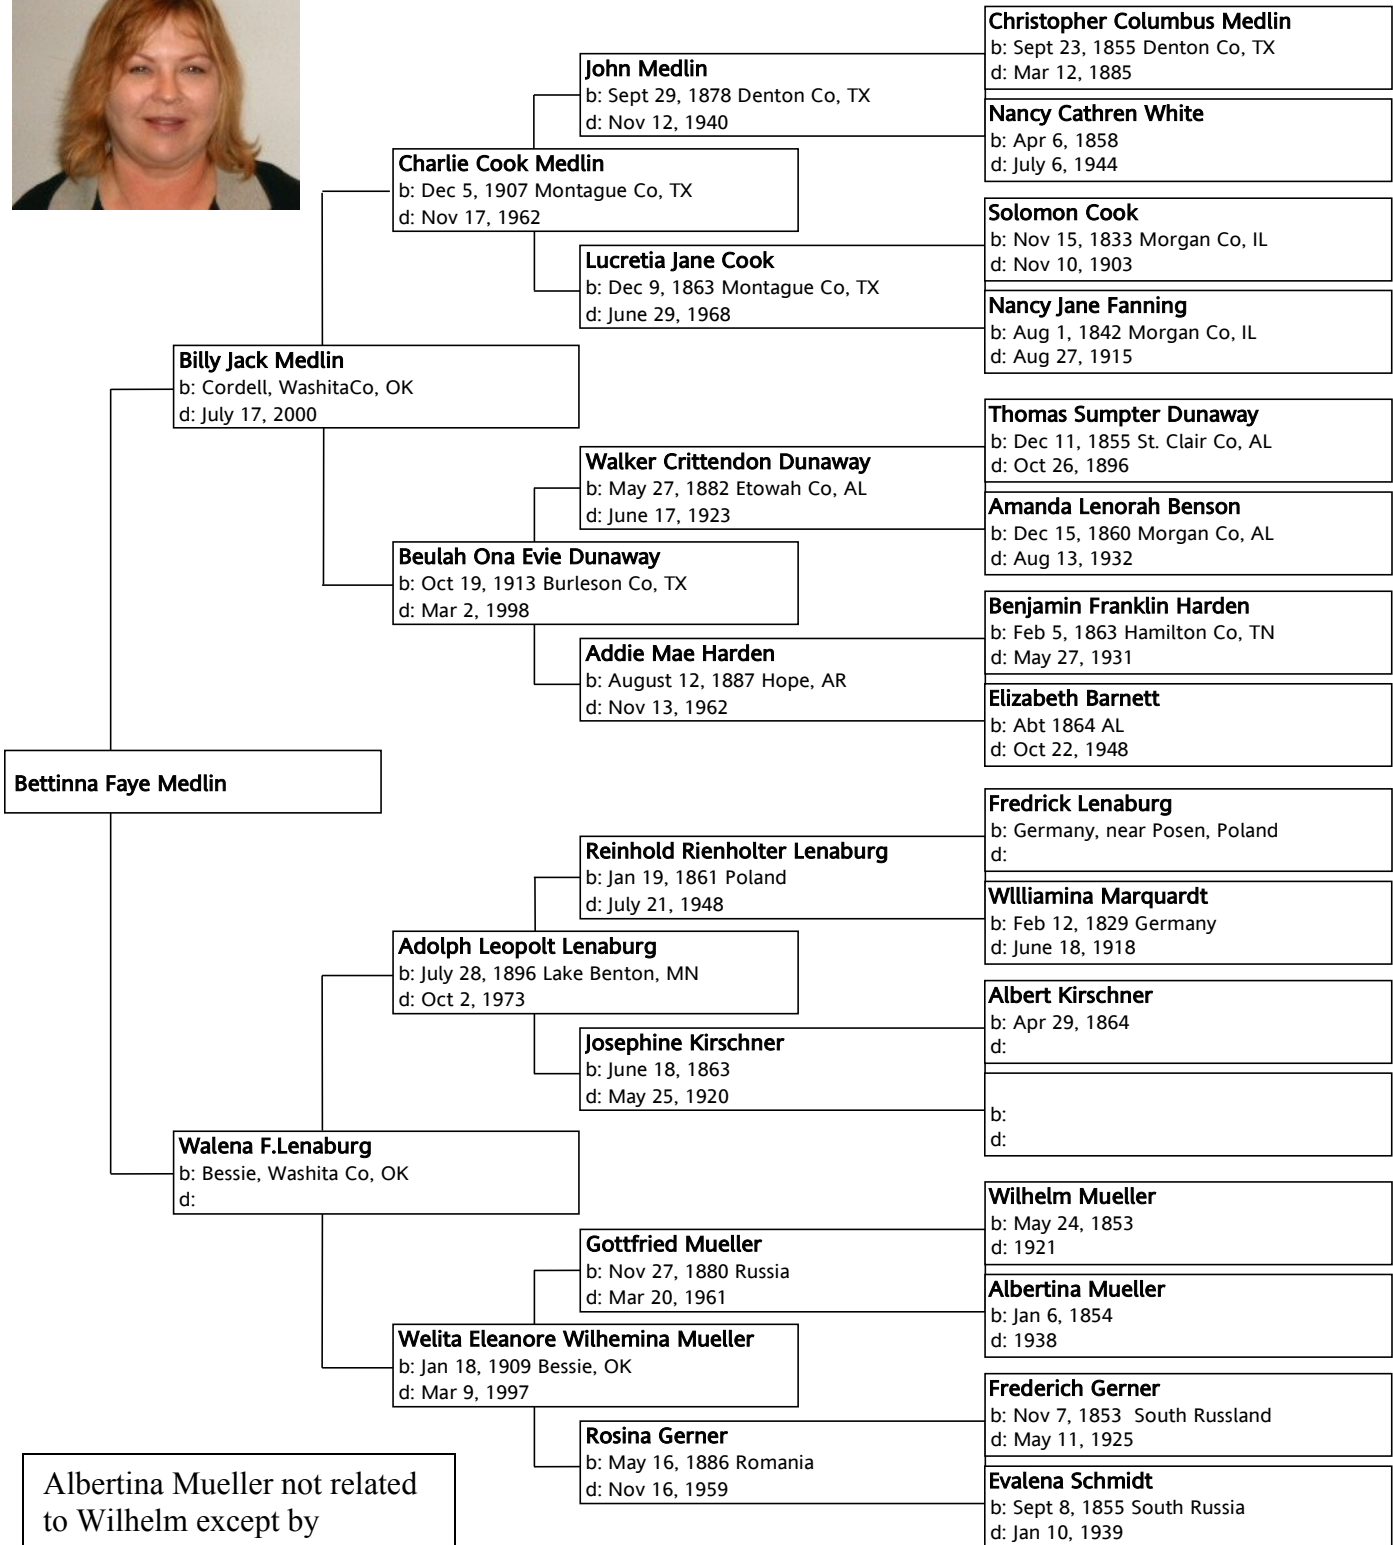 Christopher Columbus Medlin
b: Sept 23, 1855 Denton Co, TX
d: Mar 12, 1885
John Medlin
b: Sept 29, 1878 Denton Co, TX
d: Nov 12, 1940
Nancy Cathren White
b: Apr 6, 1858
d: July 6, 1944
Charlie Cook Medlin
b: Dec 5, 1907 Montague Co, TX
d: Nov 17, 1962
Solomon Cook
b: Nov 15, 1833 Morgan Co, IL
d: Nov 10, 1903
Lucretia Jane Cook
b: Dec 9, 1863 Montague Co, TX
d: June 29, 1968
Nancy Jane Fanning
b: Aug 1, 1842 Morgan Co, IL
d: Aug 27, 1915
Billy Jack Medlin
b: Cordell, WashitaCo, OK
d: July 17, 2000
Thomas Sumpter Dunaway
b: Dec 11, 1855 St. Clair Co, AL
d: Oct 26, 1896
Walker Crittendon Dunaway
b: May 27, 1882 Etowah Co, AL
d: June 17, 1923
Amanda Lenorah Benson
b: Dec 15, 1860 Morgan Co, AL
d: Aug 13, 1932
Beulah Ona Evie Dunaway
b: Oct 19, 1913 Burleson Co, TX
d: Mar 2, 1998
Benjamin Franklin Harden
b: Feb 5, 1863 Hamilton Co, TN
d: May 27, 1931
Addie Mae Harden
b: August 12, 1887 Hope, AR
d: Nov 13, 1962
Elizabeth Barnett
b: Abt 1864 AL
d: Oct 22, 1948
Bettinna Faye Medlin
Fredrick Lenaburg
b: Germany, near Posen, Poland
d:
Reinhold Rienholter Lenaburg
b: Jan 19, 1861 Poland
d: July 21, 1948
Wllliamina Marquardt
b: Feb 12, 1829 Germany
d: June 18, 1918
Adolph Leopolt Lenaburg
b: July 28, 1896 Lake Benton, MN
d: Oct 2, 1973
Albert Kirschner
b: Apr 29, 1864
d:
Josephine Kirschner
b: June 18, 1863
d: May 25, 1920
b:
d:
Walena F.Lenaburg
b: Bessie, Washita Co, OK
d:
Wilhelm Mueller
b: May 24, 1853
d: 1921
Gottfried Mueller
b: Nov 27, 1880 Russia
d: Mar 20, 1961
Albertina Mueller
b: Jan 6, 1854
d: 1938
Welita Eleanore Wilhemina Mueller
b: Jan 18, 1909 Bessie, OK
d: Mar 9, 1997
Frederich Gerner
b: Nov 7, 1853  South Russland
d: May 11, 1925
Rosina Gerner
b: May 16, 1886 Romania
d: Nov 16, 1959
Evalena Schmidt
b: Sept 8, 1855 South Russia
d: Jan 10, 1939
Albertina Mueller not related
to Wilhelm except by